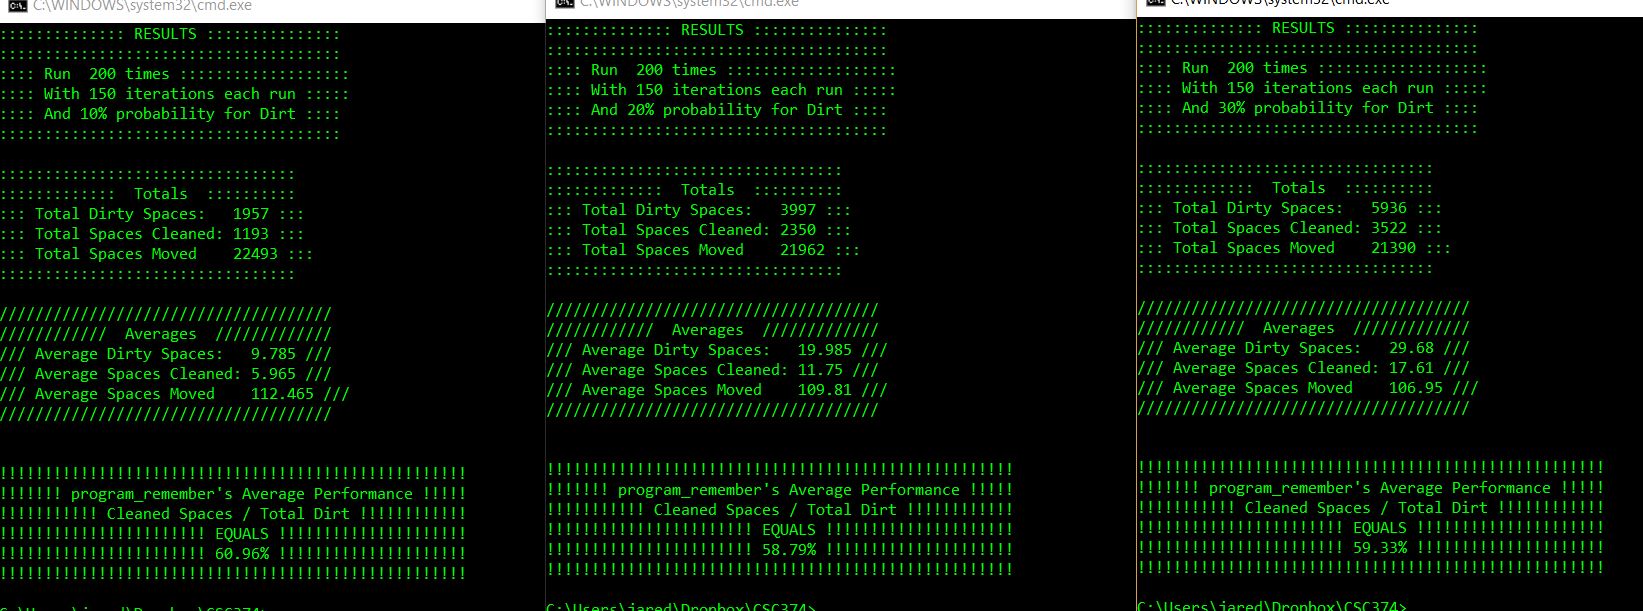 C:\WINDOWS\system32\cmd.exe
:::::::::::::: RESULTS :::::::::::::::
::::::::::::::::::::::::::::::::::::::
:::: Run  200 times :::::::::::::::::::
:::: With 150 iterations each run :::::
:::: And 10% probability for Dirt ::::
::::::::::::::::::::::::::::::::::::::
:::::::::::::::::::::::::::::::::
:::::::::::::  Totals  ::::::::::
::: Total Dirty Spaces:   1957 :::
::: Total Spaces Cleaned: 1193 :::
::: Total Spaces Moved    22493 :::
:::::::::::::::::::::::::::::::::
/////////////////////////////////////
////////////  Averages  /////////////
/// Average Dirty Spaces:   9.785 ///
/// Average Spaces Cleaned: 5.965 ///
/// Average Spaces Moved    112.465 ///
/////////////////////////////////////
!!!!!!!!!!!!!!!!!!!!!!!!!!!!!!!!!!!!!!!!!!!!!!!!!!!!
!!!!!!! program_remember's Average Performance !!!!!
!!!!!!!!!!! Cleaned Spaces / Total Dirt !!!!!!!!!!!!
!!!!!!!!!!!!!!!!!!!!!!! EQUALS !!!!!!!!!!!!!!!!!!!!!
!!!!!!!!!!!!!!!!!!!!!!! 60.96% !!!!!!!!!!!!!!!!!!!!!
!!!!!!!!!!!!!!!!!!!!!!!!!!!!!!!!!!!!!!!!!!!!!!!!!!!!
C:\Users\jared\Dropbox\CSC374>
C:\WINDOWS\system32\cmd.exe
:::::::::::::: RESULTS :::::::::::::::
::::::::::::::::::::::::::::::::::::::
:::: Run  200 times :::::::::::::::::::
:::: With 150 iterations each run :::::
:::: And 20% probability for Dirt ::::
::::::::::::::::::::::::::::::::::::::
:::::::::::::::::::::::::::::::::
:::::::::::::  Totals  ::::::::::
::: Total Dirty Spaces:   3997 :::
::: Total Spaces Cleaned: 2350 :::
::: Total Spaces Moved    21962 :::
:::::::::::::::::::::::::::::::::
/////////////////////////////////////
////////////  Averages  /////////////
/// Average Dirty Spaces:   19.985 ///
/// Average Spaces Cleaned: 11.75 ///
/// Average Spaces Moved    109.81 ///
/////////////////////////////////////
!!!!!!!!!!!!!!!!!!!!!!!!!!!!!!!!!!!!!!!!!!!!!!!!!!!!
!!!!!!! program_remember's Average Performance !!!!!
!!!!!!!!!!! Cleaned Spaces / Total Dirt !!!!!!!!!!!!
!!!!!!!!!!!!!!!!!!!!!!! EQUALS !!!!!!!!!!!!!!!!!!!!!
!!!!!!!!!!!!!!!!!!!!!!! 58.79% !!!!!!!!!!!!!!!!!!!!!
!!!!!!!!!!!!!!!!!!!!!!!!!!!!!!!!!!!!!!!!!!!!!!!!!!!!
C:\Users\jared\Dropbox\CSC374>
C:\WINDOWS\system32\cmd.exe
:::::::::::::: RESULTS :::::::::::::::
::::::::::::::::::::::::::::::::::::::
:::: Run  200 times :::::::::::::::::::
:::: With 150 iterations each run :::::
:::: And 30% probability for Dirt ::::
::::::::::::::::::::::::::::::::::::::
:::::::::::::::::::::::::::::::::
:::::::::::::  Totals  ::::::::::
::: Total Dirty Spaces:   5936 :::
::: Total Spaces Cleaned: 3522 :::
::: Total Spaces Moved    21390 :::
:::::::::::::::::::::::::::::::::
/////////////////////////////////////
////////////  Averages  /////////////
/// Average Dirty Spaces:   29.68 ///
/// Average Spaces Cleaned: 17.61 ///
/// Average Spaces Moved    106.95 ///
/////////////////////////////////////
!!!!!!!!!!!!!!!!!!!!!!!!!!!!!!!!!!!!!!!!!!!!!!!!!!!!
!!!!!!! program_remember's Average Performance !!!!!
!!!!!!!!!!! Cleaned Spaces / Total Dirt !!!!!!!!!!!!
!!!!!!!!!!!!!!!!!!!!!!! EQUALS !!!!!!!!!!!!!!!!!!!!!
!!!!!!!!!!!!!!!!!!!!!!! 59.33% !!!!!!!!!!!!!!!!!!!!!
!!!!!!!!!!!!!!!!!!!!!!!!!!!!!!!!!!!!!!!!!!!!!!!!!!!!
C:\Users\jared\Dropbox\CSC374>